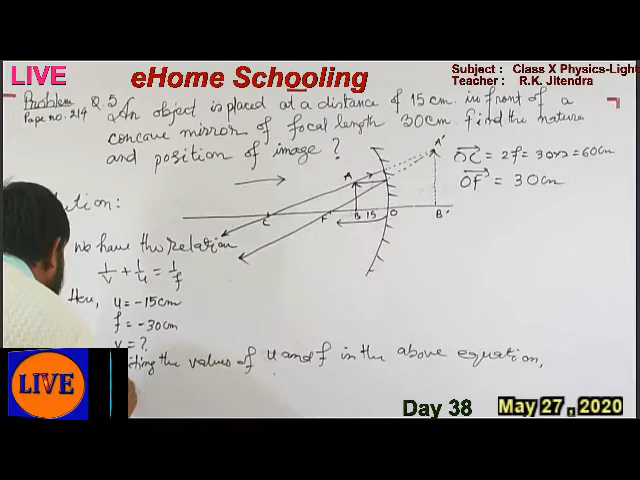 LIVE
eHome Schooling
Subject : Class X Physics-Light
Teacher : R.K. Jitendra
Problem Q.5 An object is placed at a distance of 15 cm. in front of a
Page no. 214 concave mirror of focal length 30cm. find the nature
and position of image ?
OC = 2f = 30×2 = 60cm
OF = 30cm
A'
A
C F B 15 O B'
ution:
We have the relation
1/v + 1/u = 1/f
Here, u = -15cm
f = -30cm
v = ?
ting the values of u and f in the above equation,
LIVE
Day 38
May 27 , 2020